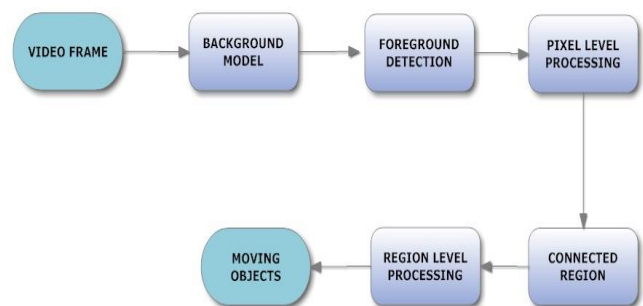 VIDEO FRAME
BACKGROUND
MODEL
FOREGROUND
DETECTION
PIXEL LEVEL
PROCESSING
CONNECTED
REGION
REGION LEVEL
PROCESSING
MOVING
OBJECTS